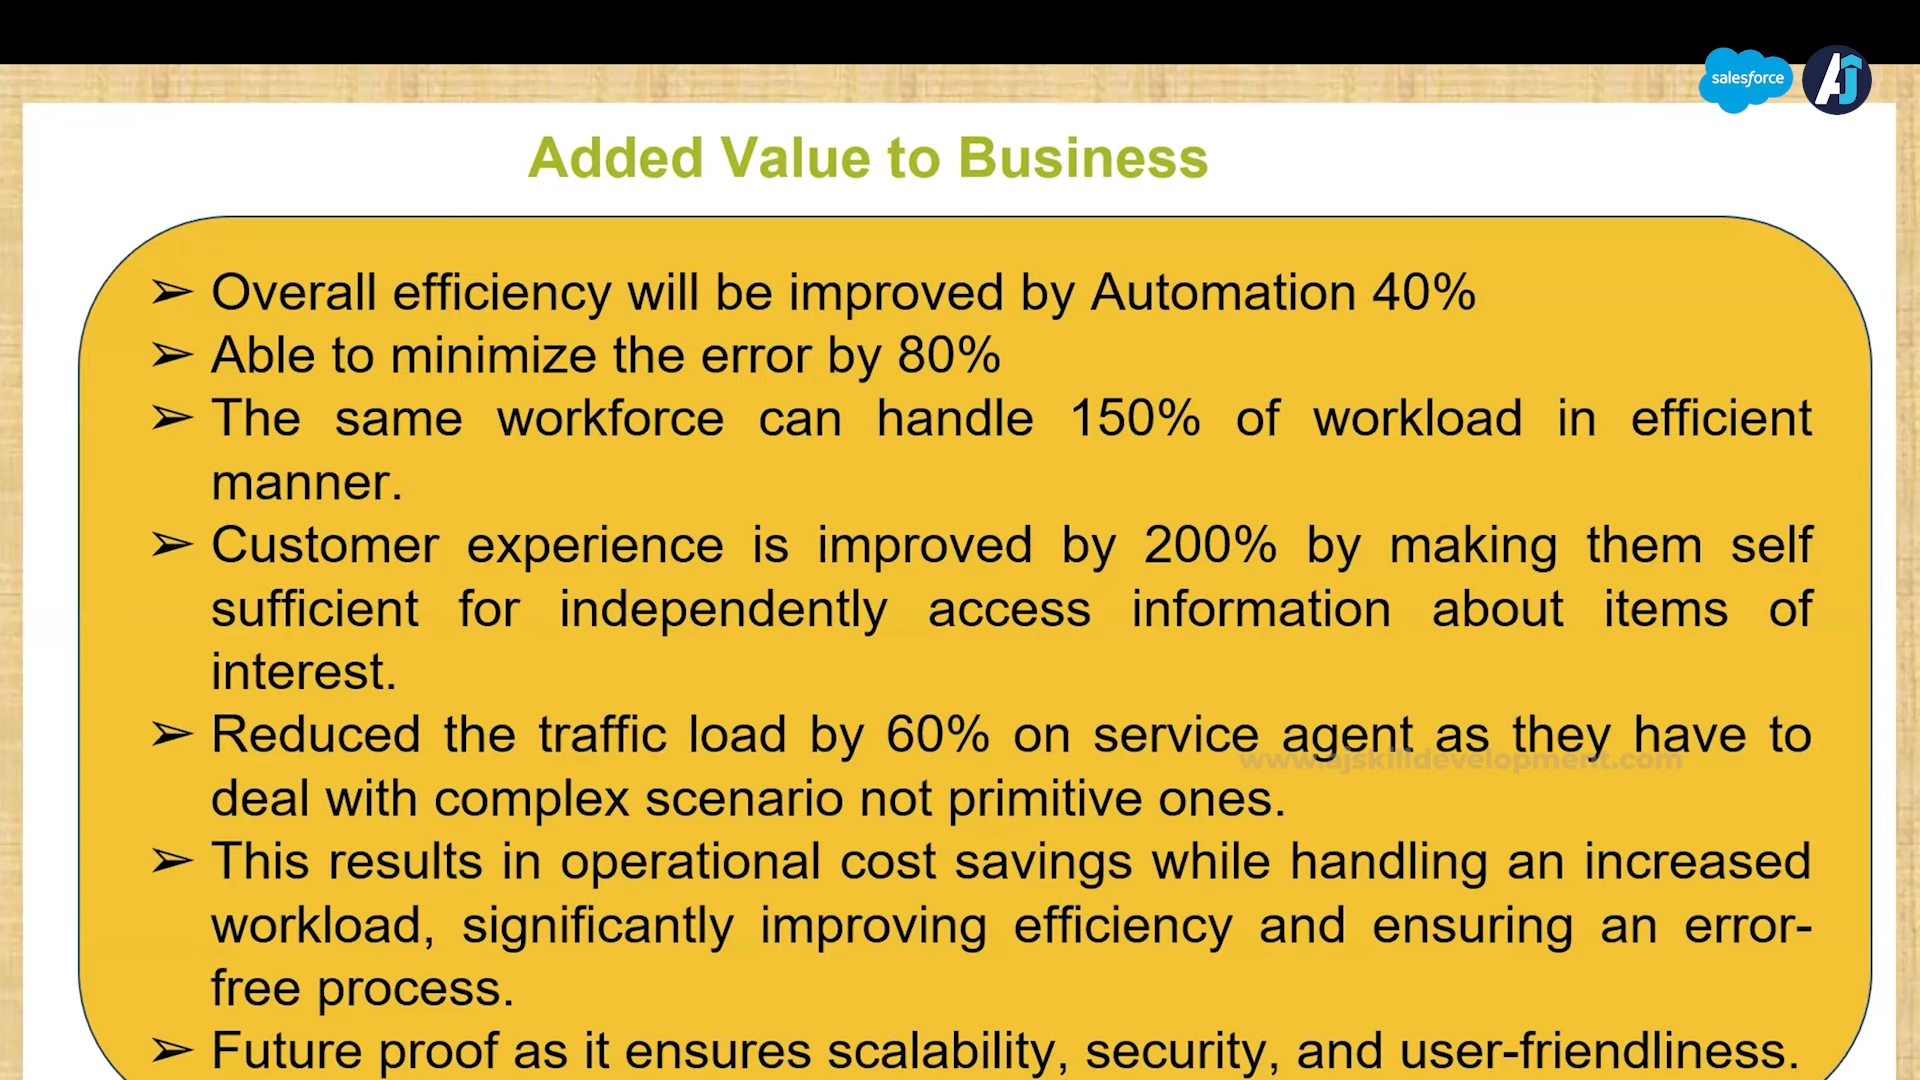 salesforce
AJ
Added Value to Business
➢ Overall efficiency will be improved by Automation 40%
➢ Able to minimize the error by 80%
➢ The same workforce can handle 150% of workload in efficient
manner.
➢ Customer experience is improved by 200% by making them self
sufficient for independently access information about items of
interest.
➢ Reduced the traffic load by 60% on service agent as they have to
www.ajskilldevelopment.com
deal with complex scenario not primitive ones.
➢ This results in operational cost savings while handling an increased
workload, significantly improving efficiency and ensuring an error-
free process.
➢ Future proof as it ensures scalability, security, and user-friendliness.